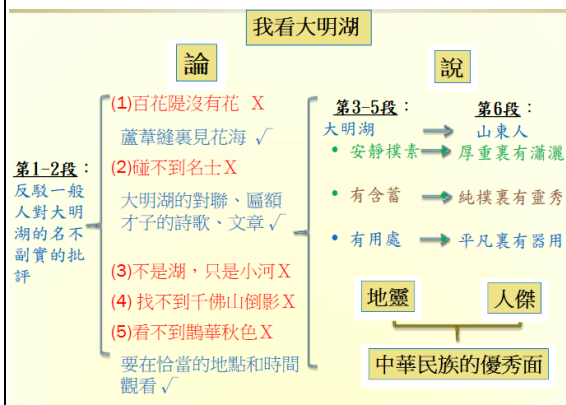 我看大明湖
論
說
第1-2段：
反駁一般
人對大明
湖的名不
副實的批
評
(1)百花隄沒有花 X
蘆葦縫裏見花海 √
(2)碰不到名士 X
大明湖的對聯、匾額
才子的詩歌、文章 √
(3)不是湖，只是小河 X
(4) 找不到千佛山倒影 X
(5)看不到鵲華秋色 X
要在恰當的地點和時間
觀看 √
第3-5段：
大明湖
• 安靜樸素
• 有含蓄
• 有用處
第6段：
山東人
厚重裏有瀟灑
純樸裏有靈秀
平凡裏有器用
地靈
人傑
中華民族的優秀面